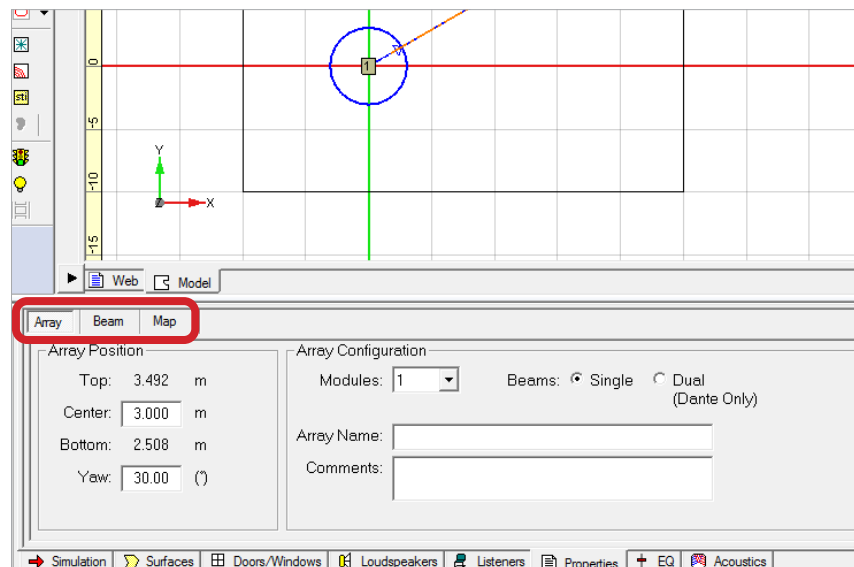 sti
0
-5
-10
-15
1
Y
Z
X
Web Model
Array Beam Map
Array Position
Top: 3.492 m
Center: 3.000 m
Bottom: 2.508 m
Yaw: 30.00 (°)
Array Configuration
Modules: 1 Beams: Single Dual
(Dante Only)
Array Name:
Comments:
Simulation Surfaces Doors/Windows Loudspeakers Listeners Properties EQ Acoustics